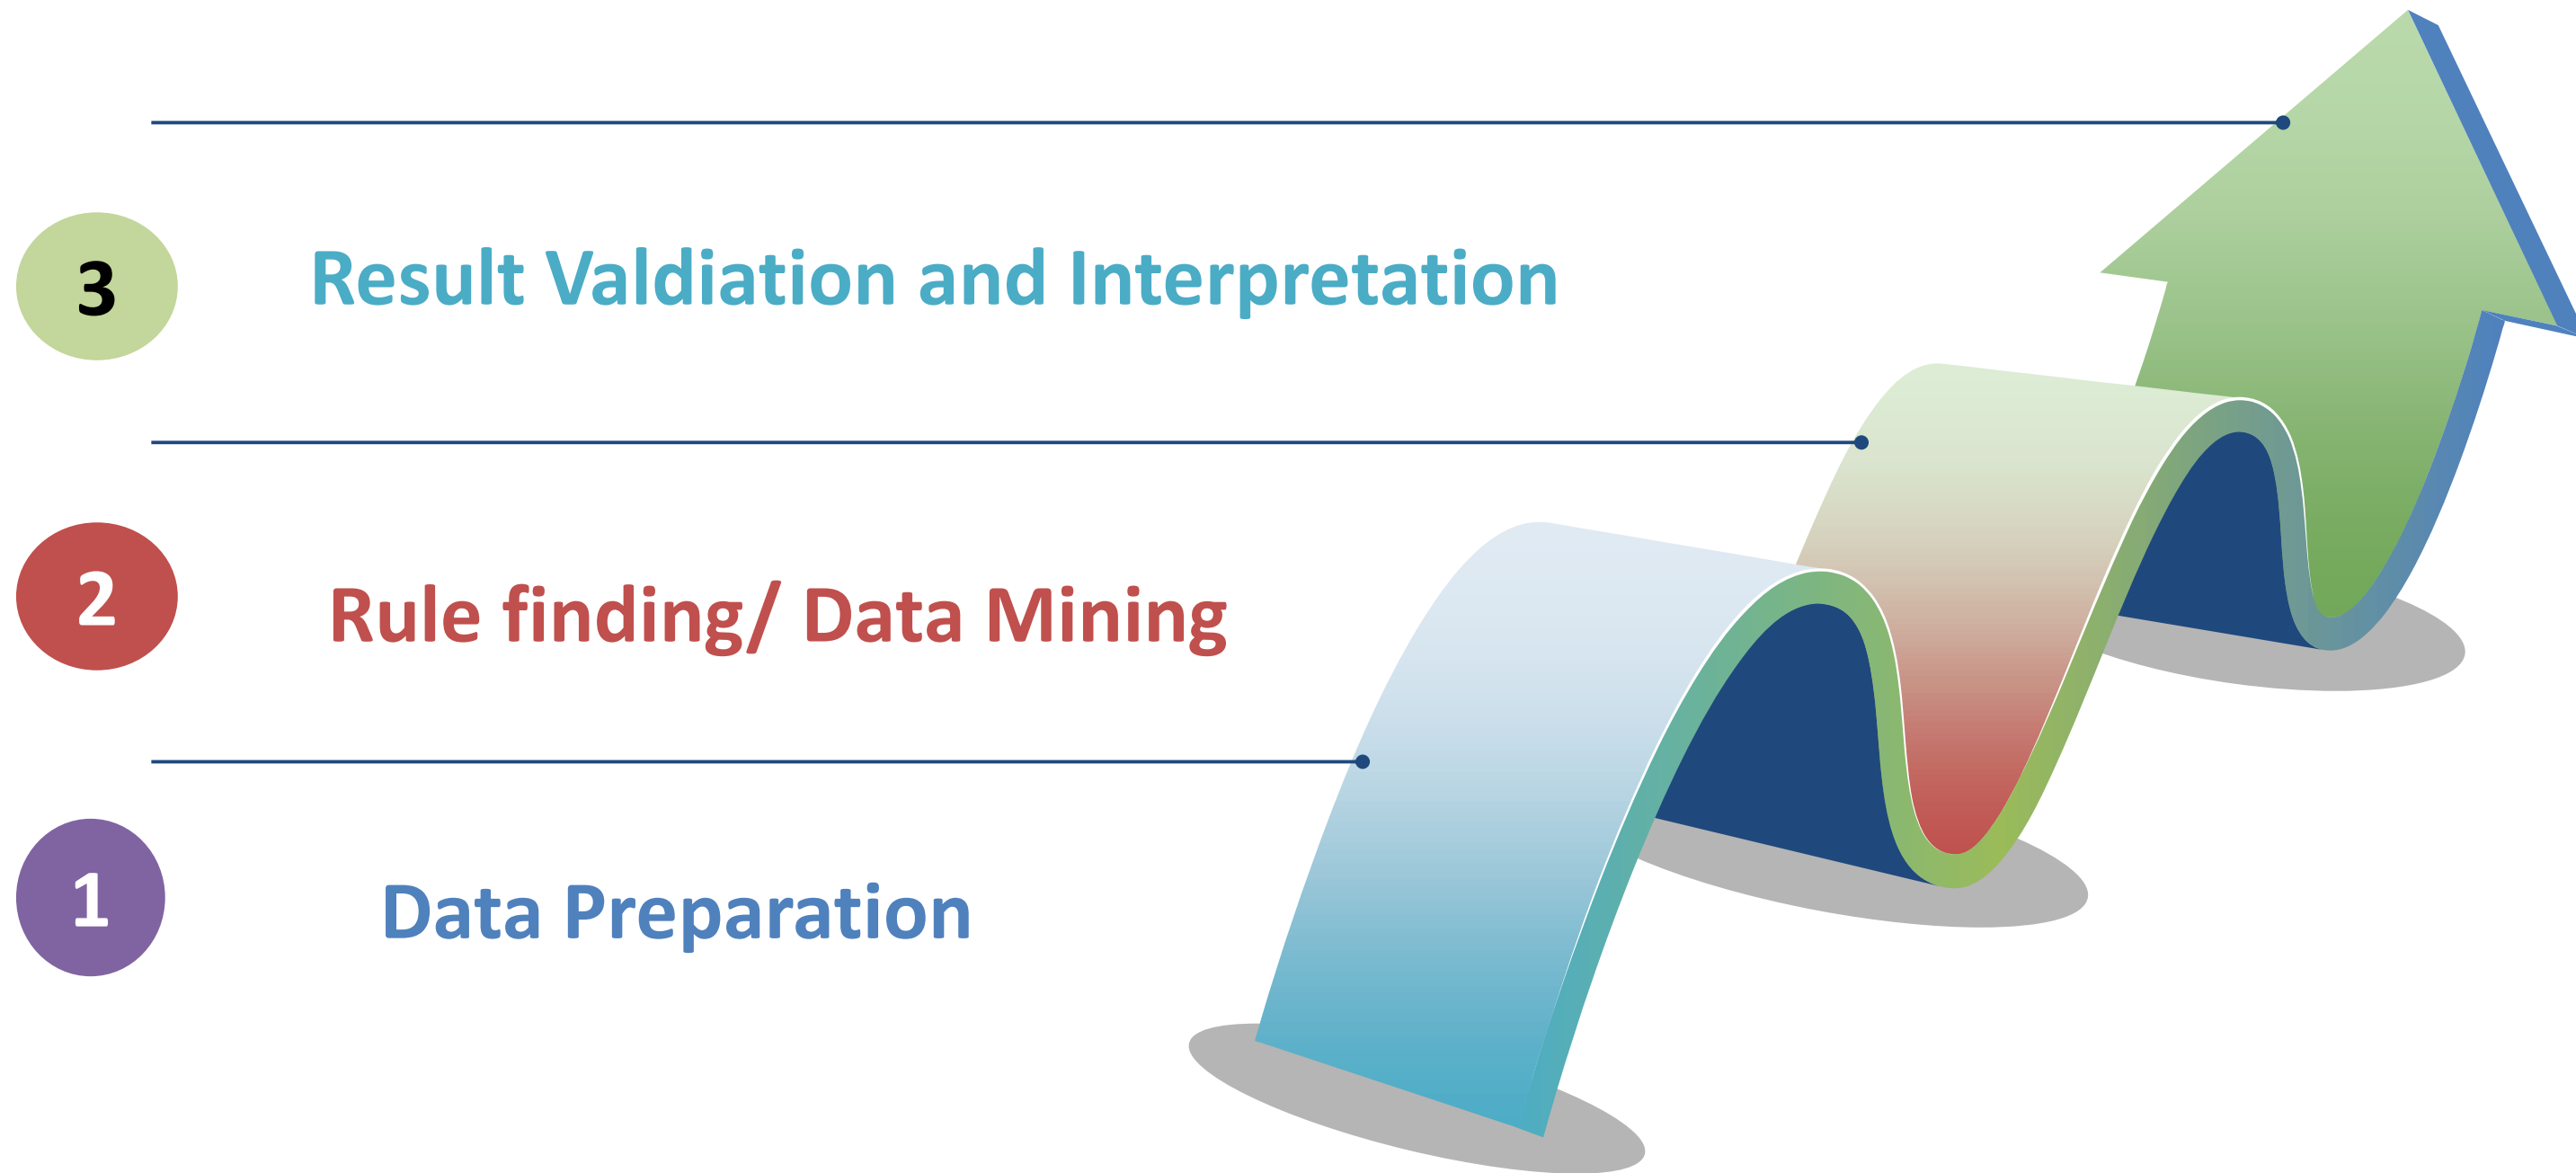 3
Result Valdiation and Interpretation
2
Rule finding/ Data Mining
1
Data Preparation